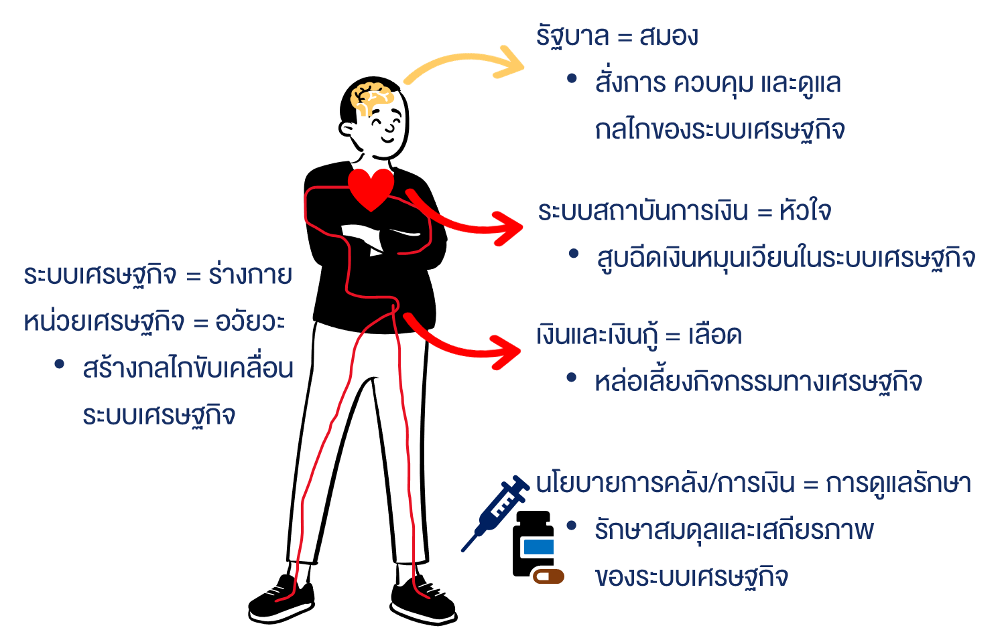 รัฐบาล = สมอง
• สั่งการ ควบคุม และดูแล
กลไกของระบบเศรษฐกิจ
ระบบสถาบันการเงิน = หัวใจ
• สูบฉีดเงินหมุนเวียนในระบบเศรษฐกิจ
ระบบเศรษฐกิจ = ร่างกาย
หน่วยเศรษฐกิจ = อวัยวะ
• สร้างกลไกขับเคลื่อน
ระบบเศรษฐกิจ
เงินและเงินกู้ = เลือด
• หล่อเลี้ยงกิจกรรมทางเศรษฐกิจ
นโยบายการคลัง/การเงิน = การดูแลรักษา
• รักษาสมดุลและเสถียรภาพ
ของระบบเศรษฐกิจ